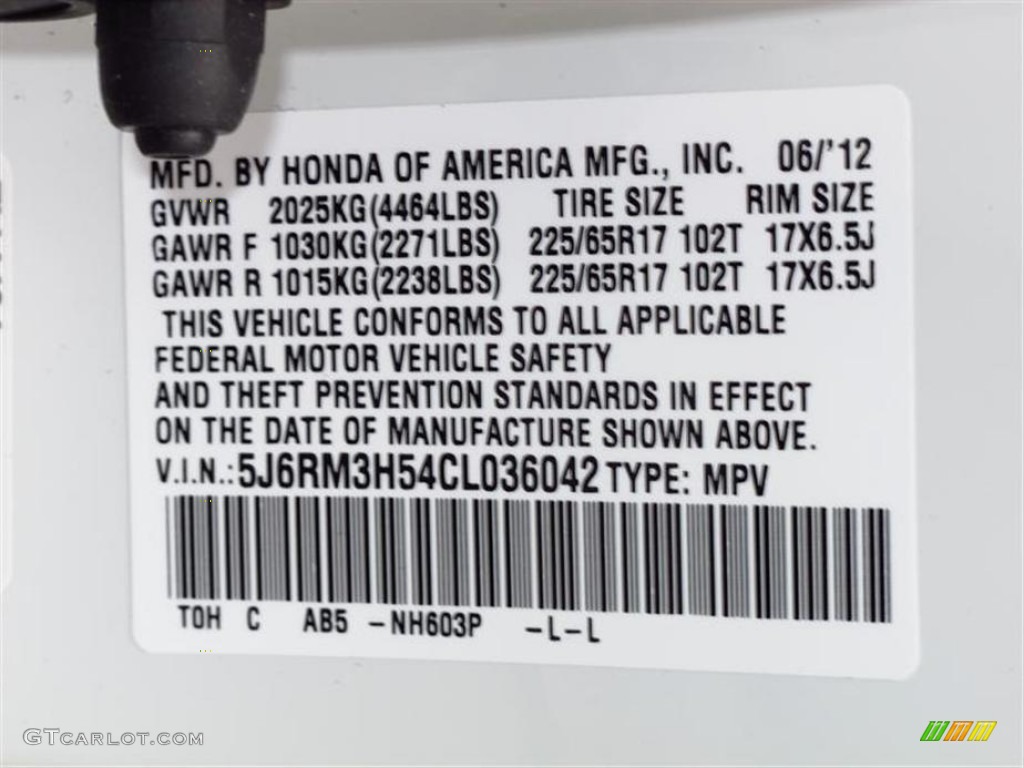 MFD. BY HONDA OF AMERICA MFG., INC. 06/'12
GVWR 2025KG(4464LBS) TIRE SIZE RIM SIZE
GAWR F 1030KG(2271LBS) 225/65R17 102T 17X6.5J
GAWR R 1015KG(2238LBS) 225/65R17 102T 17X6.5J
THIS VEHICLE CONFORMS TO ALL APPLICABLE
FEDERAL MOTOR VEHICLE SAFETY
AND THEFT PREVENTION STANDARDS IN EFFECT
ON THE DATE OF MANUFACTURE SHOWN ABOVE.
V.I.N.:5J6RM3H54CL036042 TYPE: MPV
TOH C AB5 -NH603P -L-L
GTCARLOT.COM